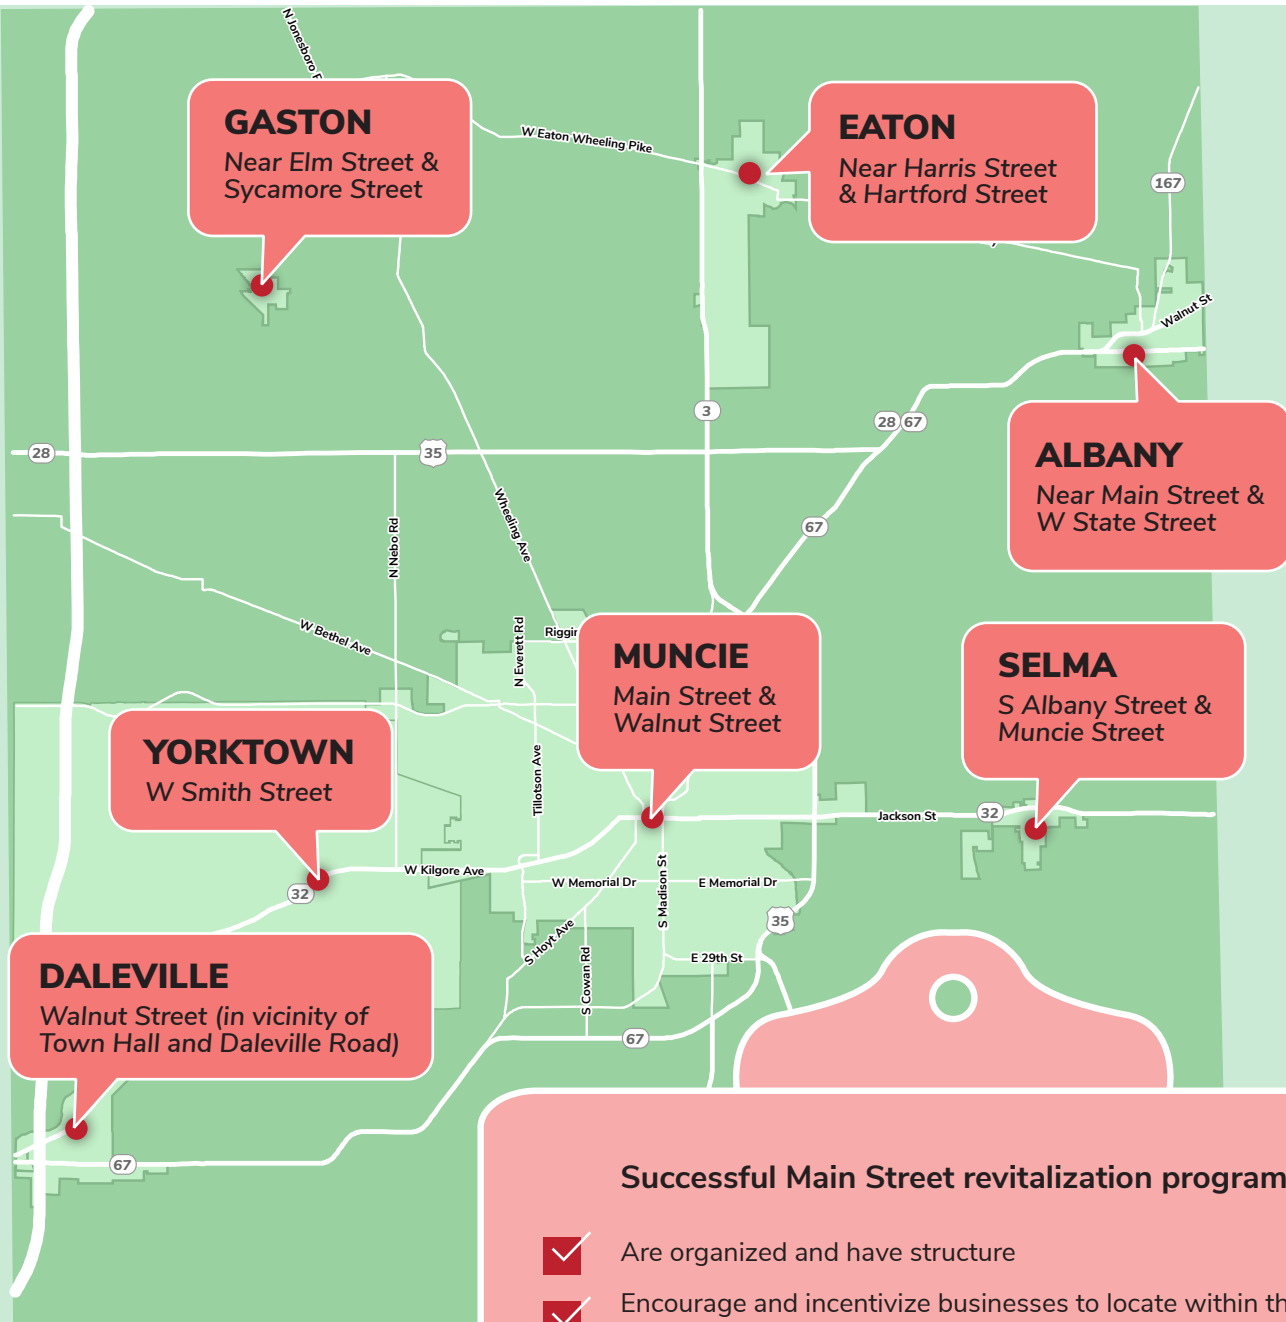 N Jonesboro
GASTON
Near Elm Street &
Sycamore Street
W Eaton Wheeling Pike
EATON
Near Harris Street
& Hartford Street
167
Walnut St
3
28 67
28
35
ALBANY
Near Main Street &
W State Street
Wheeling Ave
67
N Nebo Rd
W Bethel Ave
N Everett Rd
Riggin
MUNCIE
Main Street &
Walnut Street
SELMA
S Albany Street &
Muncie Street
YORKTOWN
W Smith Street
Tillotson Ave
Jackson St
32
W Kilgore Ave
W Memorial Dr
S Madison St
E Memorial Dr
32
35
S Hoyt Ave
S Cowan Rd
E 29th St
DALEVILLE
Walnut Street (in vicinity of
Town Hall and Daleville Road)
67
67
Successful Main Street revitalization program
Are organized and have structure
Encourage and incentivize businesses to locate within th